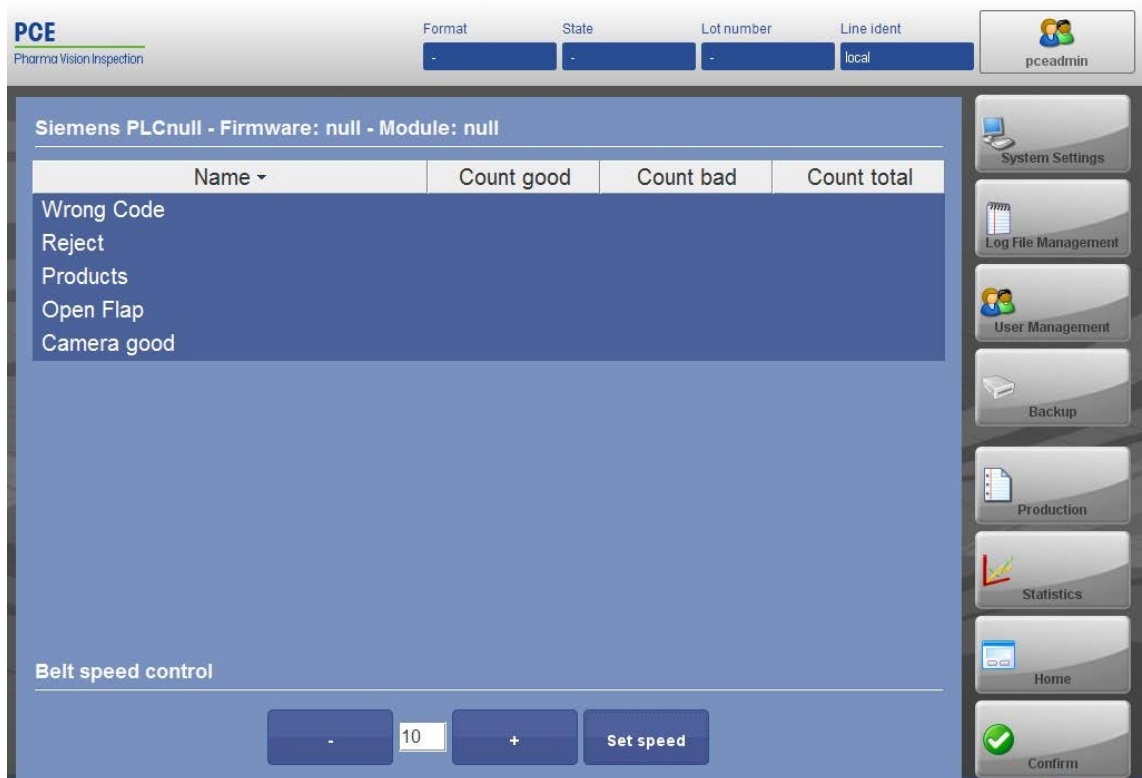 PCE
Pharma Vision Inspection
Format State Lot number Line ident
- - - local
pceadmin
Siemens PLCnull - Firmware: null - Module: null
Name Count good Count bad Count total
Wrong Code
Reject
Products
Open Flap
Camera good
Belt speed control
- 10 + Set speed
System Settings
Log File Management
User Management
Backup
Production
Statistics
Home
Confirm